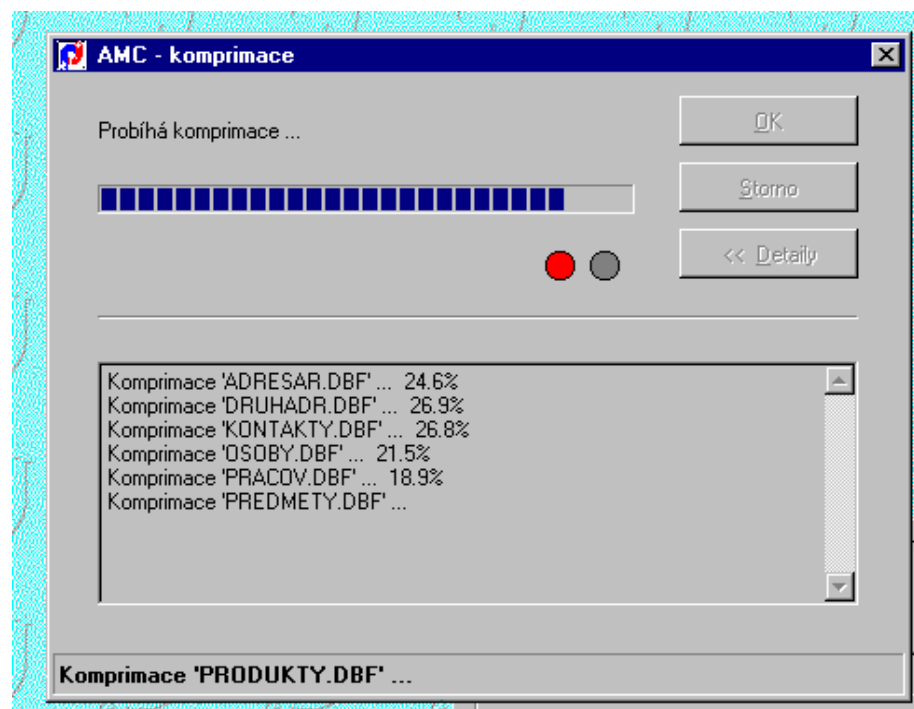 AMC - komprimace
Probíhá komprimace ...
OK
Storno
<< Detaily
Komprimace 'ADRESAR.DBF' ... 24.6%
Komprimace 'DRUHADR.DBF' ... 26.9%
Komprimace 'KONTAKTY.DBF' ... 26.8%
Komprimace 'OSOBY.DBF' ... 21.5%
Komprimace 'PRACOV.DBF' ... 18.9%
Komprimace 'PREDMETY.DBF' ...
Komprimace 'PRODUKTY.DBF' ...